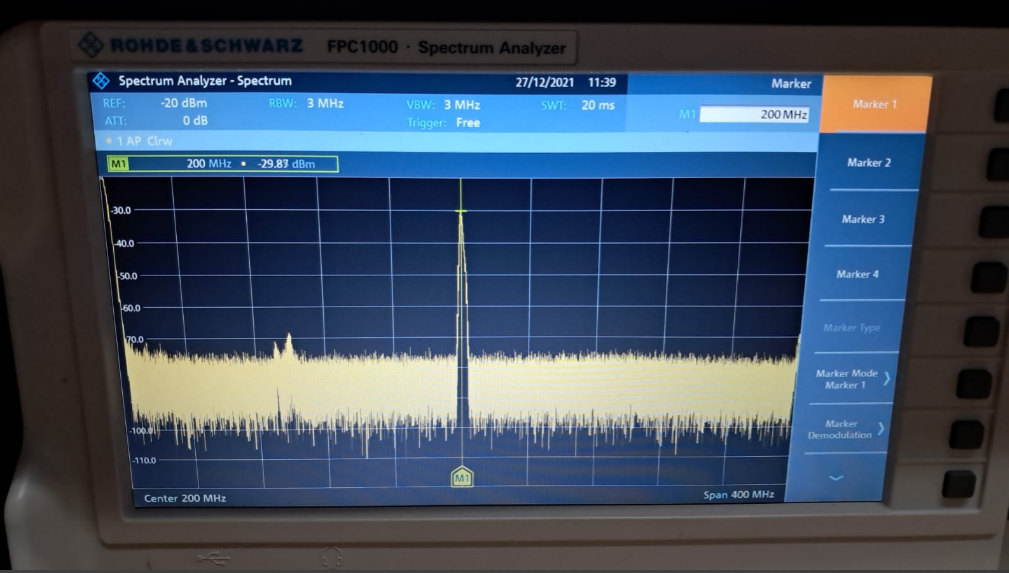 ROHDE&SCHWARZ FPC1000 · Spectrum Analyzer
Spectrum Analyzer - Spectrum 27/12/2021 11:39 Marker
REF: -20 dBm RBW: 3 MHz VBW: 3 MHz SWT: 20 ms
ATT: 0 dB Trigger: Free
M1 200 MHz
1 AP Clrw
M1 200 MHz • -29.87 dBm
-30.0
-40.0
-50.0
-60.0
-70.0
-100.0
-110.0
M1
Center 200 MHz Span 400 MHz
Marker 1
Marker 2
Marker 3
Marker 4
Marker Type
Marker Mode
Marker 1
Marker
Demodulation